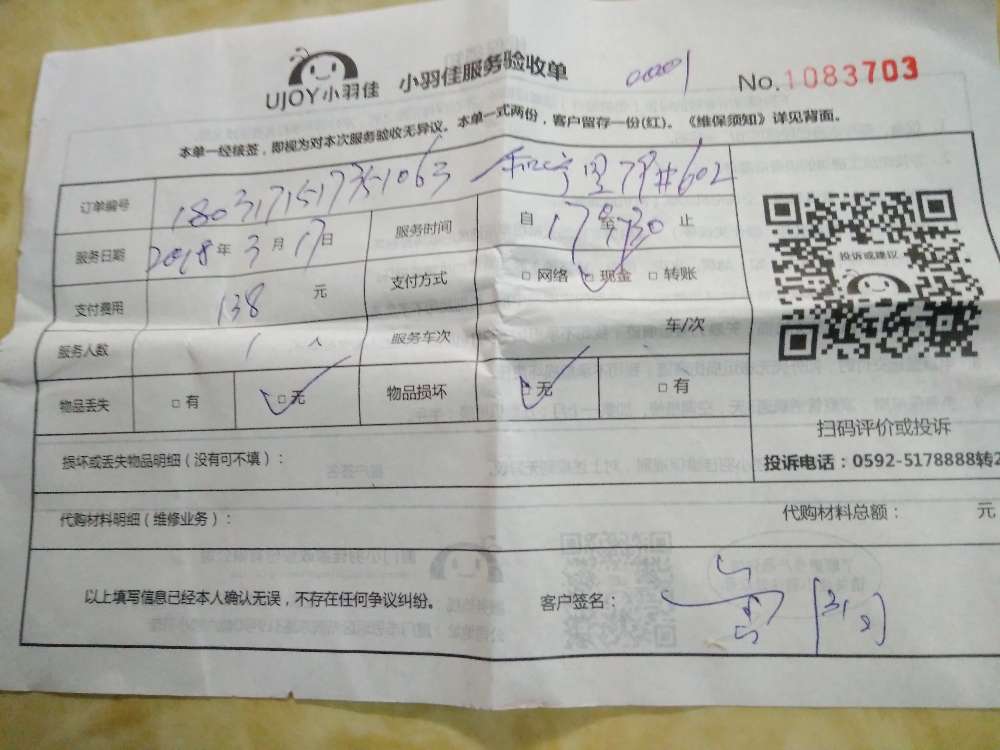 UJOY小羽佳 小羽佳服务验收单 No.1083703
本单一经接签，即视为对本次服务验收无异议。本单一式两份，客户留存一份(红)。《维保须知》详见背面。
订单编号
服务日期 2018年3月17日 服务时间 自 17 至 止
支付费用 138 元 支付方式 □网络 □现金 □转账
服务人数 1 人 服务车次 车/次
物品丢失 □有 □无 物品损坏 □无 □有
投诉或建议
扫码评价或投诉
投诉电话：0592-5178888转2
损坏或丢失物品明细（没有可不填）：
代购材料明细（维修业务）： 代购材料总额： 元
以上填写信息已经本人确认无误，不存在任何争议纠纷。 客户签名：